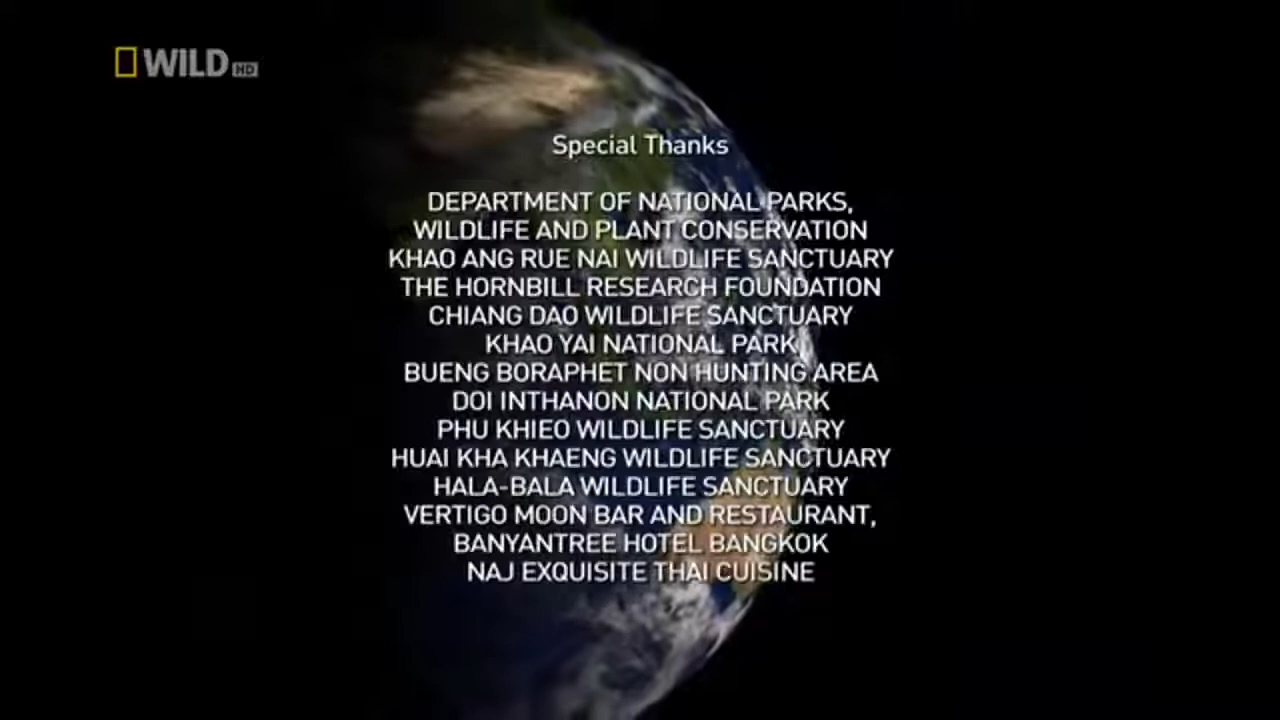 WILD HD
Special Thanks
DEPARTMENT OF NATIONAL PARKS,
WILDLIFE AND PLANT CONSERVATION
KHAO ANG RUE NAI WILDLIFE SANCTUARY
THE HORNBILL RESEARCH FOUNDATION
CHIANG DAO WILDLIFE SANCTUARY
KHAO YAI NATIONAL PARK
BUENG BORAPHET NON HUNTING AREA
DOI INTHANON NATIONAL PARK
PHU KHIEO WILDLIFE SANCTUARY
HUAI KHA KHAENG WILDLIFE SANCTUARY
HALA-BALA WILDLIFE SANCTUARY
VERTIGO MOON BAR AND RESTAURANT,
BANYANTREE HOTEL BANGKOK
NAJ EXQUISITE THAI CUISINE